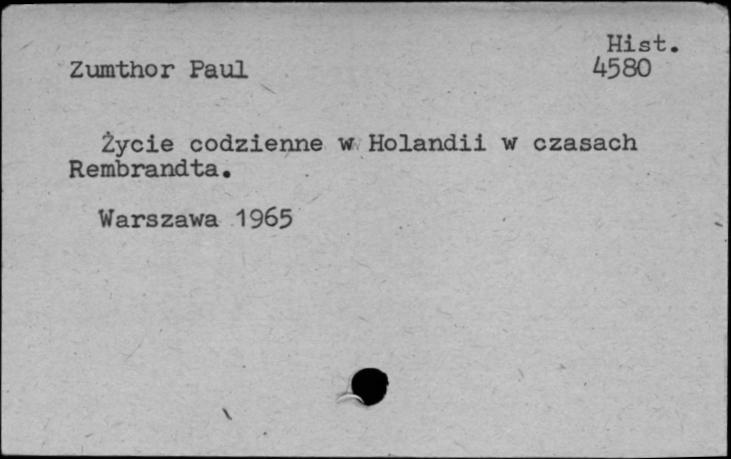 Hist.
Zumthor Paul 4580
Życie codzienne w Holandii w czasach
Rembrandta.
Warszawa 1965